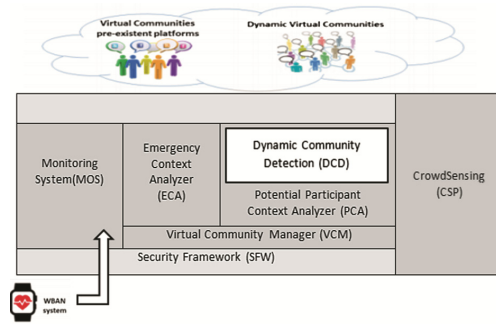 Virtual Communities
pre-existent platforms
Dynamic Virtual Communities
Monitoring
System(MOS)
Emergency
Context
Analyzer
(ECA)
Dynamic Community
Detection (DCD)
Potential Participant
Context Analyzer (PCA)
CrowdSensing
(CSP)
Virtual Community Manager (VCM)
Security Framework (SFW)
WBAN
system